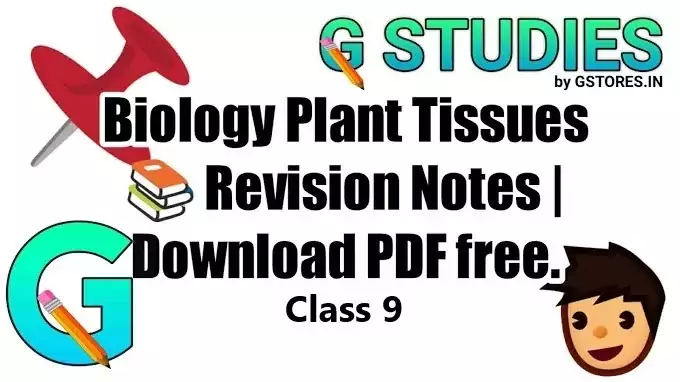 G STUDIES
by GSTORES.IN
Biology Plant Tissues
Revision Notes |
Download PDF free.
Class 9
G